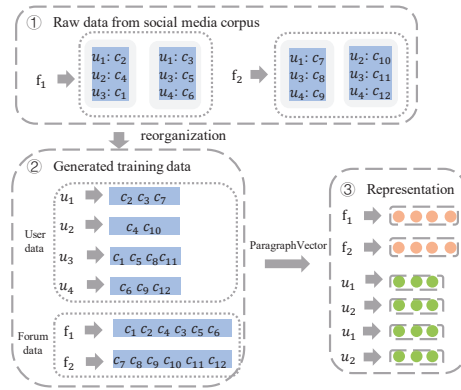 ① Raw data from social media corpus
f₁
u₁: c₂
u₂: c₄
u₃: c₁
u₁: c₃
u₃: c₅
u₄: c₆
f₂
u₁: c₇
u₃: c₈
u₄: c₉
u₂: c₁₀
u₃: c₁₁
u₄: c₁₂
reorganization
② Generated training data
User
data
u₁ c₂ c₃ c₇
u₂ c₄ c₁₀
u₃ c₁ c₅ c₈c₁₁
u₄ c₆ c₉ c₁₂
Forum
data
f₁ c₁ c₂ c₄ c₃ c₅ c₆
f₂ c₇ c₈ c₉ c₁₀ c₁₁ c₁₂
ParagraphVector
③ Representation
f₁
f₂
u₁
u₂
u₁
u₂